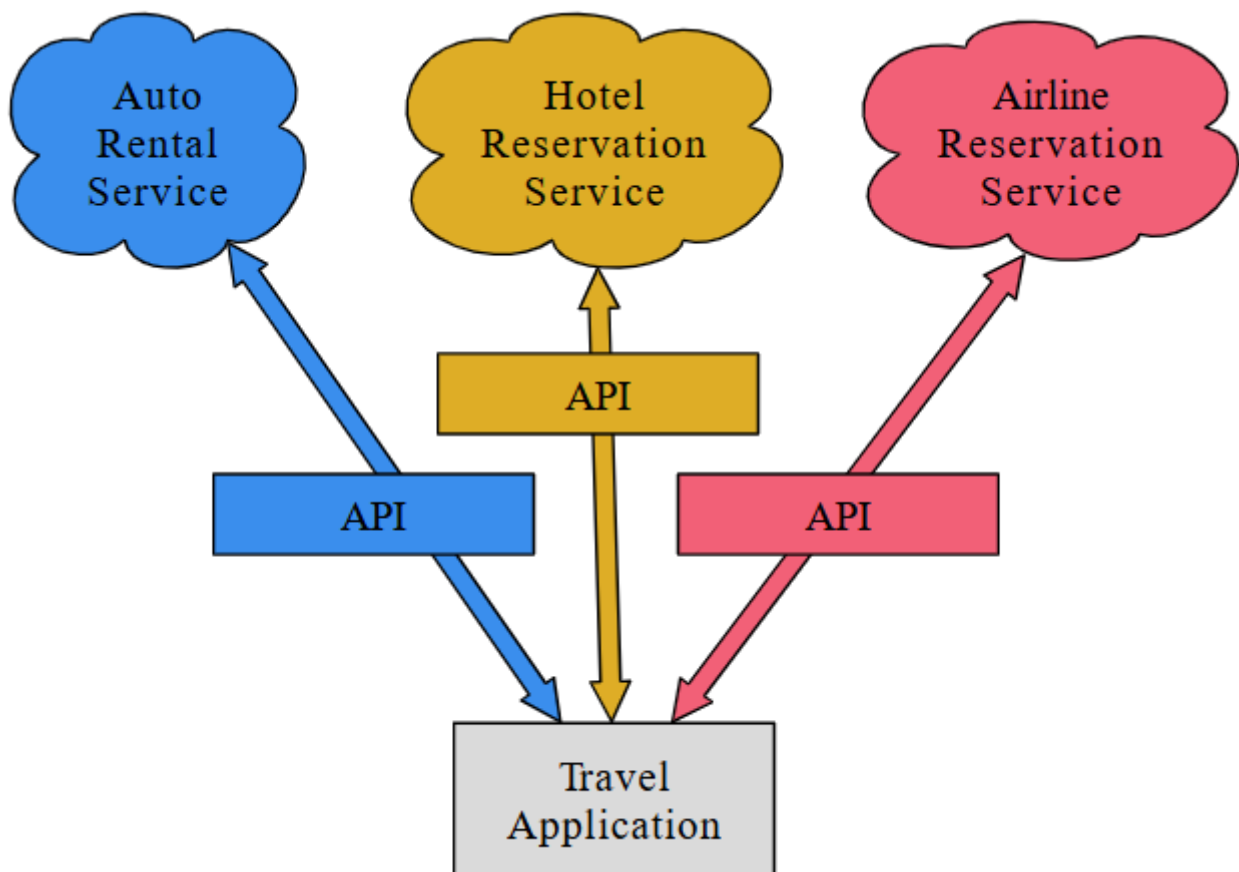 Auto
Rental
Service
Hotel
Reservation
Service
Airline
Reservation
Service
API
API
API
Travel
Application